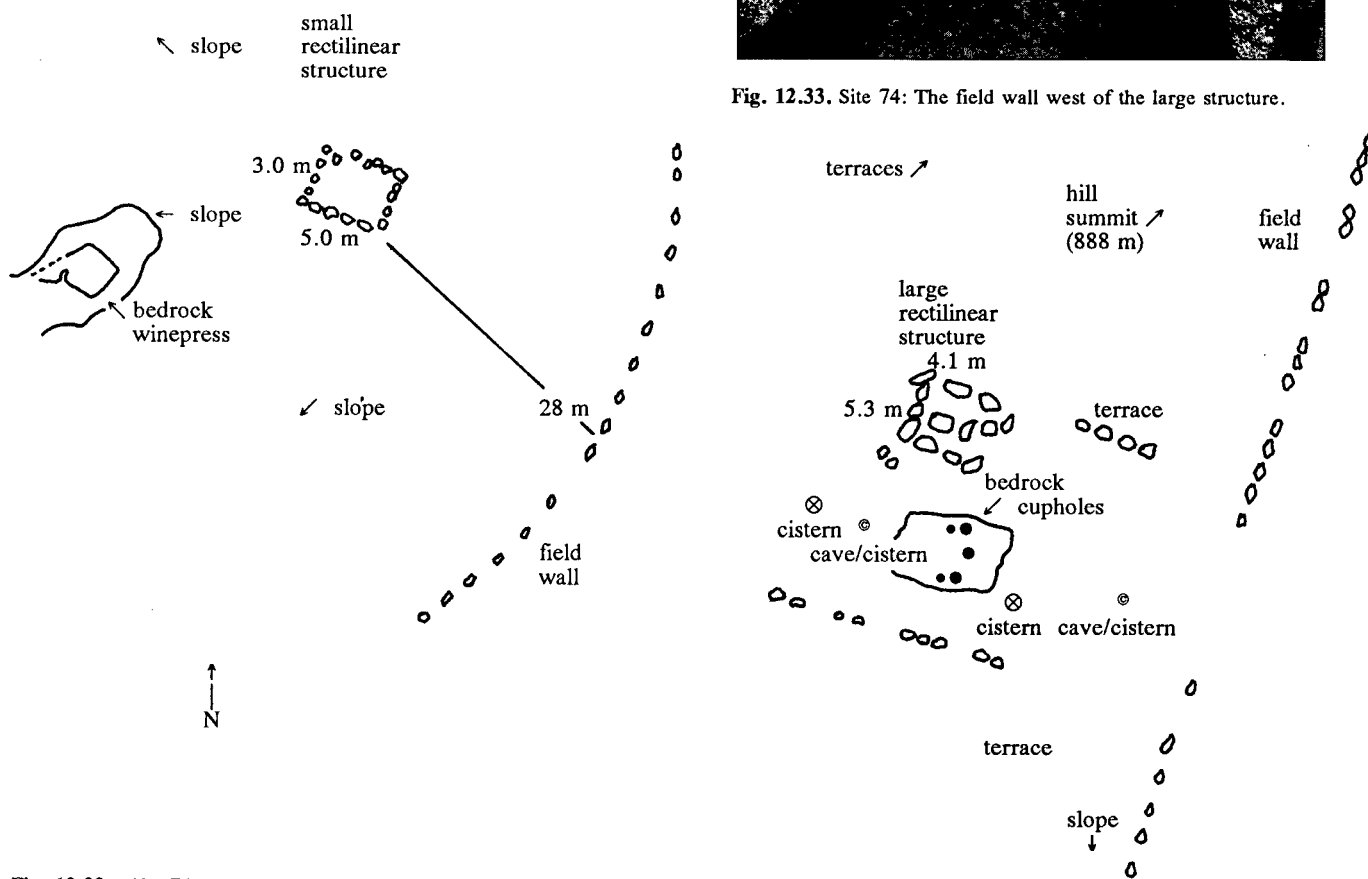 slope
small
rectilinear
structure
Fig. 12.33. Site 74: The field wall west of the large structure.
3.0 m
5.0 m
slope
bedrock
winepress
slope
28 m
field
wall
N
terraces
hill
summit
(888 m)
field
wall
large
rectilinear
structure
4.1 m
5.3 m
terrace
bedrock
cupholes
cistern
©
cave/cistern
©
cistern
cave/cistern
terrace
slope